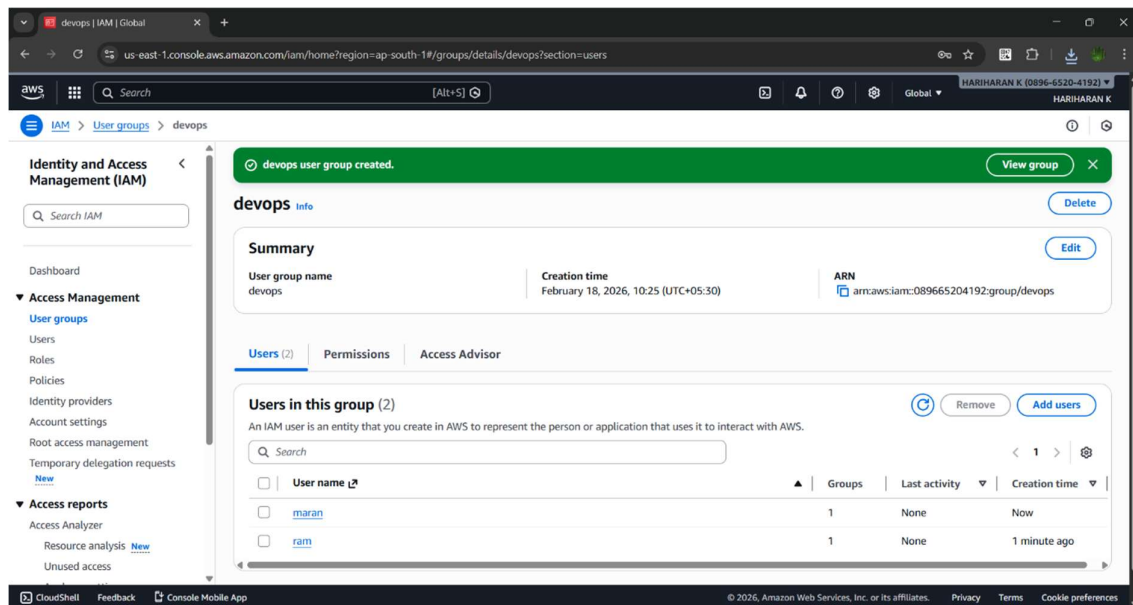 devops | IAM | Global
us-east-1.console.aws.amazon.com/iam/home?region=ap-south-1#/groups/details/devops?section=users
aws
Search [Alt+S]
Global
HARIHARAN K (0896-6520-4192)
HARIHARAN K
IAM > User groups > devops
Identity and Access Management (IAM)
Search IAM
Dashboard
Access Management
User groups
Users
Roles
Policies
Identity providers
Account settings
Root access management
Temporary delegation requests
New
Access reports
Access Analyzer
Resource analysis New
Unused access
devops user group created.
View group
devops Info
Delete
Summary
Edit
User group name
devops
Creation time
February 18, 2026, 10:25 (UTC+05:30)
ARN
arn:aws:iam::089665204192:group/devops
Users (2) Permissions Access Advisor
Users in this group (2)
Remove Add users
An IAM user is an entity that you create in AWS to represent the person or application that uses it to interact with AWS.
Search
1
User name Groups Last activity Creation time
maran 1 None Now
ram 1 None 1 minute ago
CloudShell Feedback Console Mobile App © 2026, Amazon Web Services, Inc. or its affiliates. Privacy Terms Cookie preferences